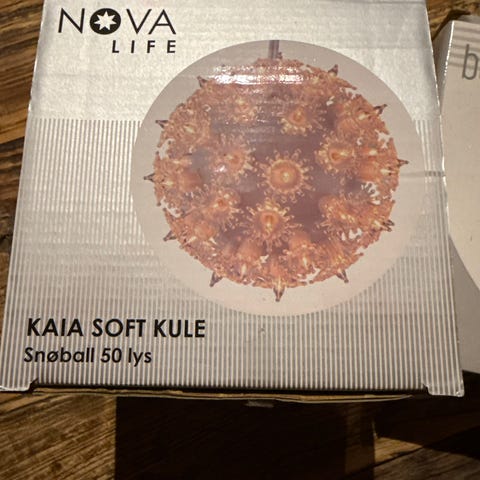 NOVA
LIFE
KAIA SOFT KULE
Snøball 50 lys